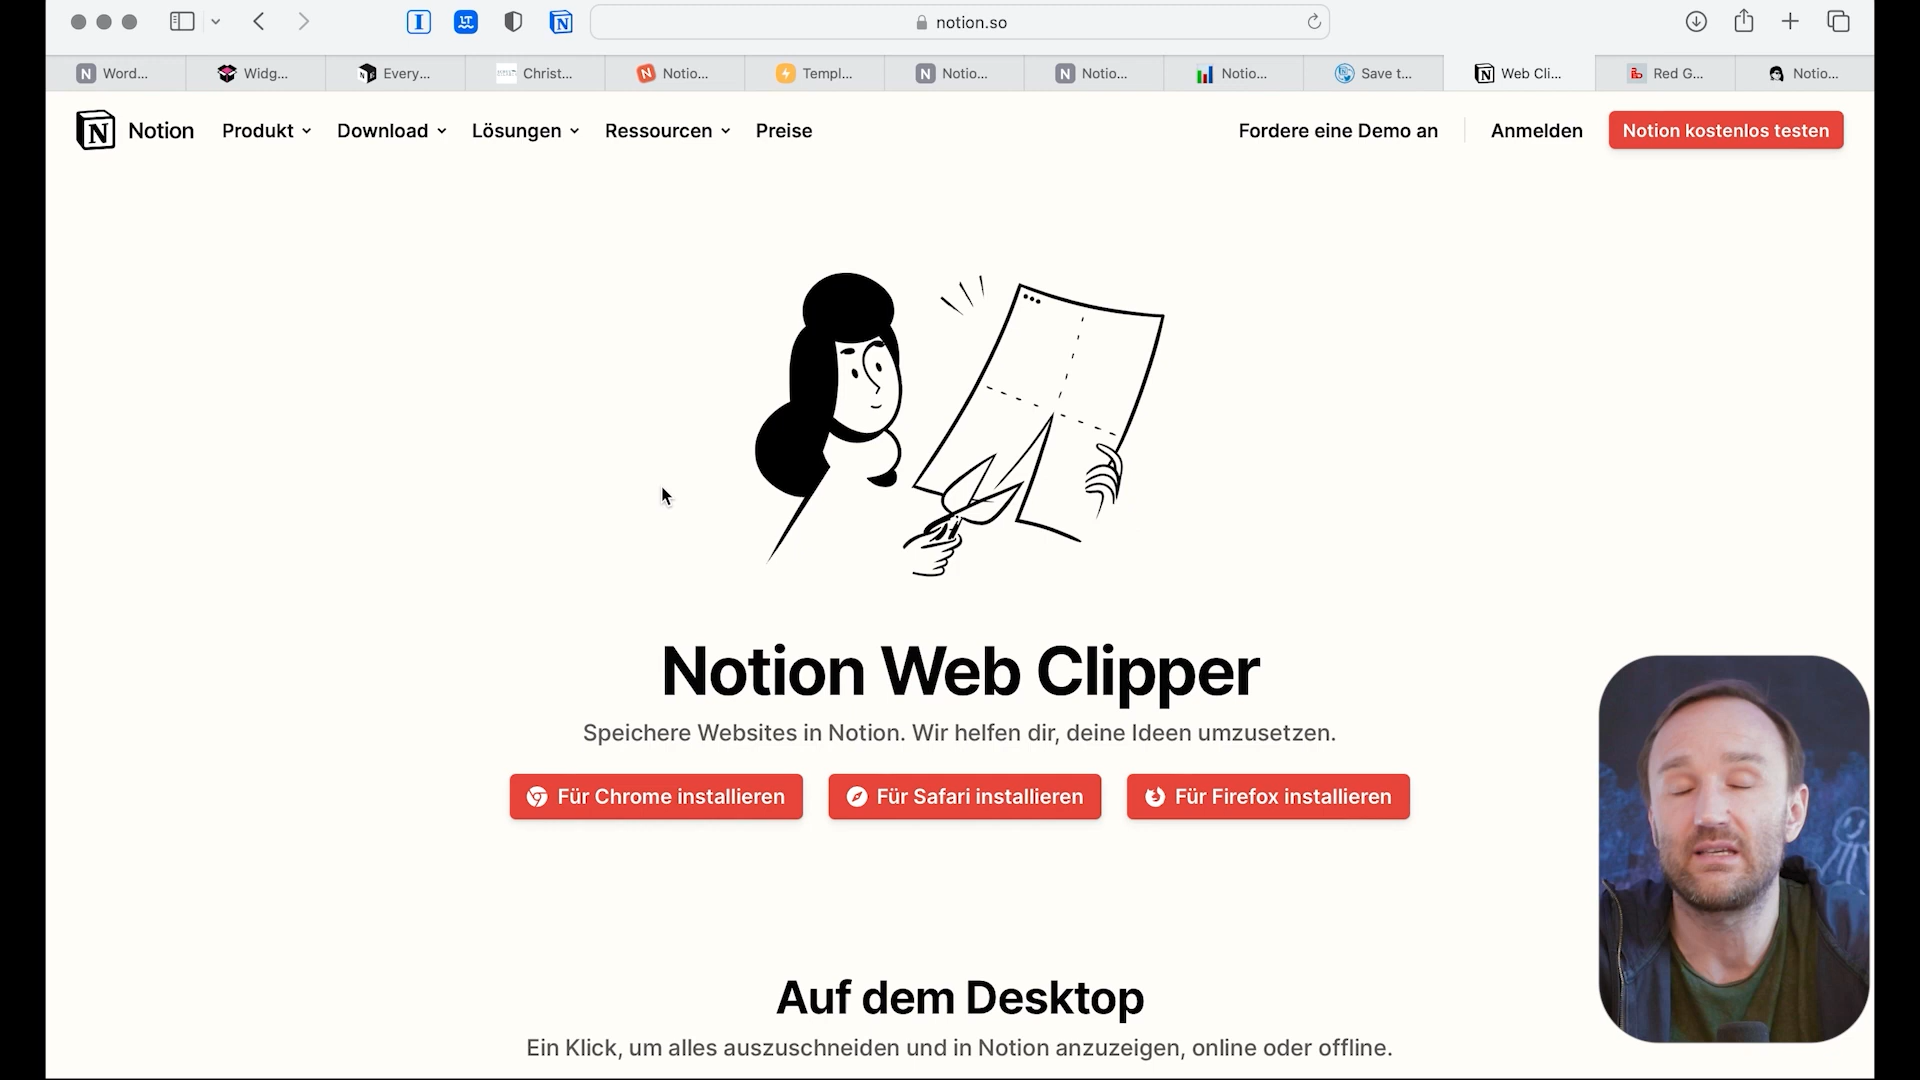 notion.so
Word...
Widg...
Every...
Christ...
Notio...
Templ...
Notio...
Notio...
Notio...
Save t...
Web Cli...
Red G...
Notio...
Notion
Produkt
Download
Lösungen
Ressourcen
Preise
Fordere eine Demo an
Anmelden
Notion kostenlos testen
Notion Web Clipper
Speichere Websites in Notion. Wir helfen dir, deine Ideen umzusetzen.
Für Chrome installieren
Für Safari installieren
Für Firefox installieren
Auf dem Desktop
Ein Klick, um alles auszuschneiden und in Notion anzuzeigen, online oder offline.